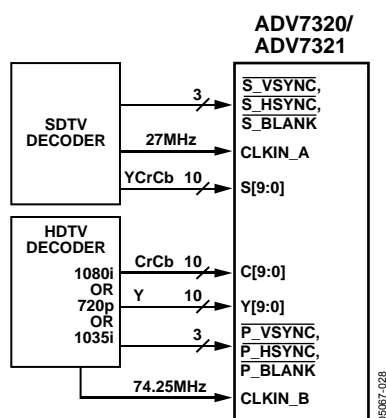 ADV7320/
ADV7321
SDTV
DECODER
3
S_VSYNC,
S_HSYNC,
S_BLANK
27MHz
CLKIN_A
YCrCb 10
S[9:0]
HDTV
DECODER
1080i
OR
720p
OR
1035i
CrCb 10
C[9:0]
Y 10
Y[9:0]
3
P_VSYNC,
P_HSYNC,
P_BLANK
74.25MHz
CLKIN_B
05067-028